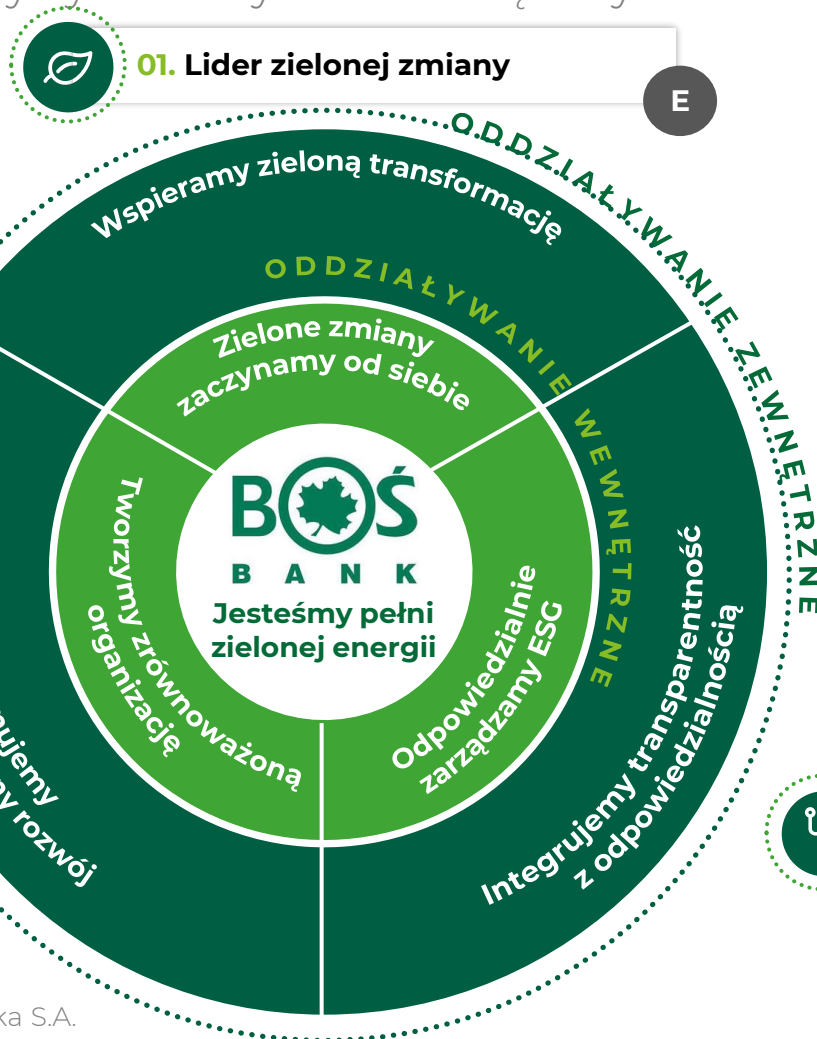 01. Lider zielonej zmiany
E
ODDZIAŁYWANIE ZEWNĘTRZNE
Wspieramy zieloną transformację
ODDZIAŁYWANIE WEWNĘTRZNE
Zielone zmiany
zaczynamy od siebie
BOŚ
BANK
Jesteśmy pełni
zielonej energii
Tworzymy zrównoważoną
organizację
Odpowiedzialnie
zarządzamy ESG
Integrujemy transparentność
z odpowiedzialnością
rozwój
S.A.